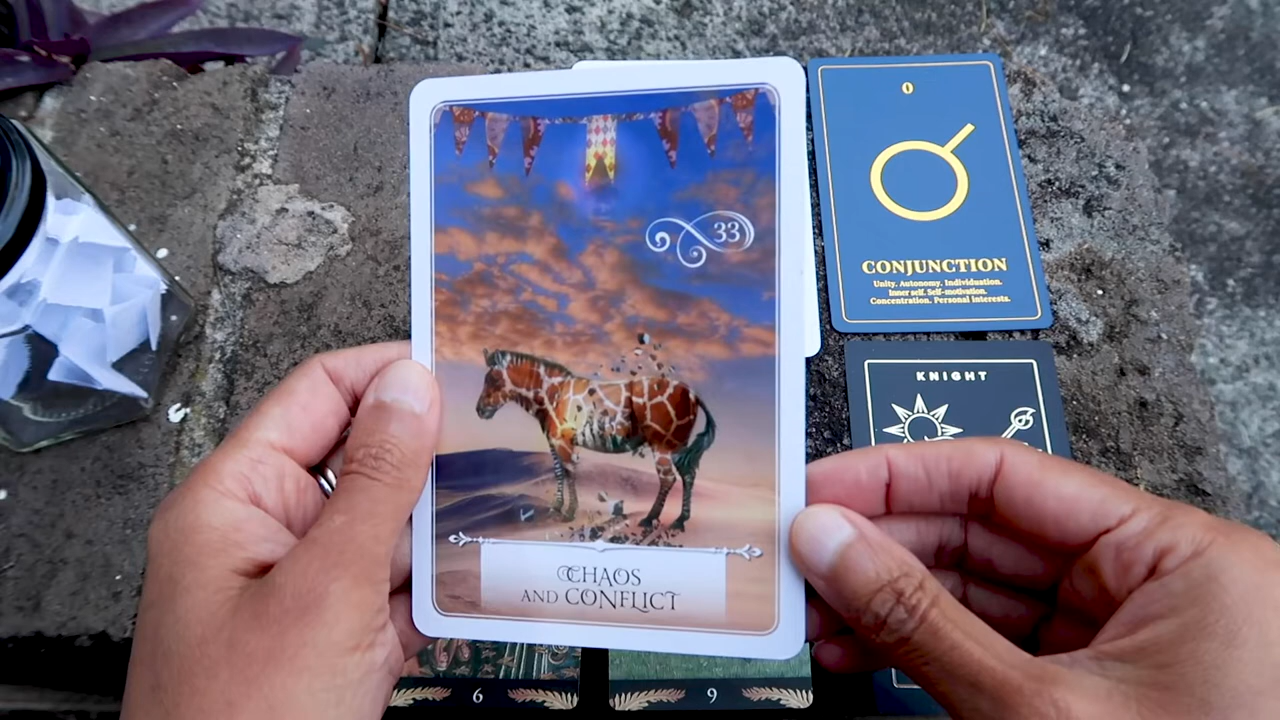 33
CHAOS
AND CONFLICT
0
CONJUNCTION
Unity. Autonomy. Individuation.
Inner self. Self-motivation.
Concentration. Personal interests.
KNIGHT
6
9